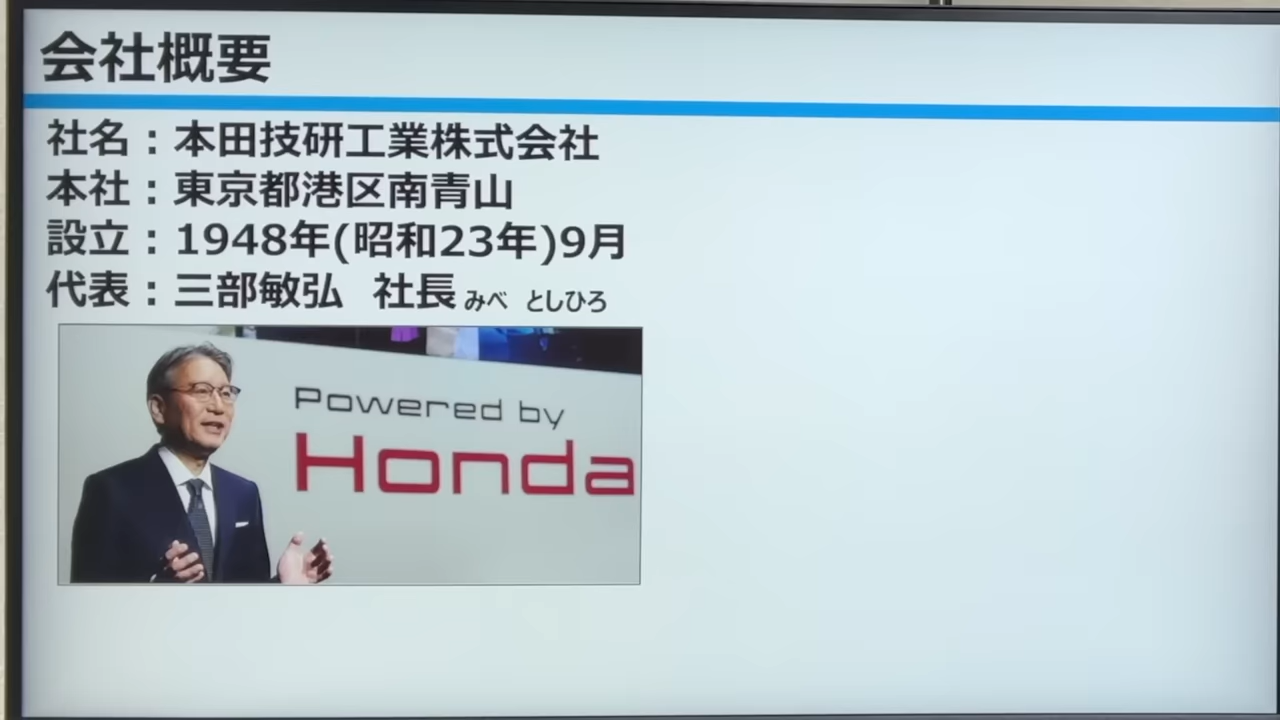 会社概要
社名：本田技研工業株式会社
本社：東京都港区南青山
設立：1948年(昭和23年)9月
代表：三部敏弘　社長 みべ　としひろ
Powered by
Honda